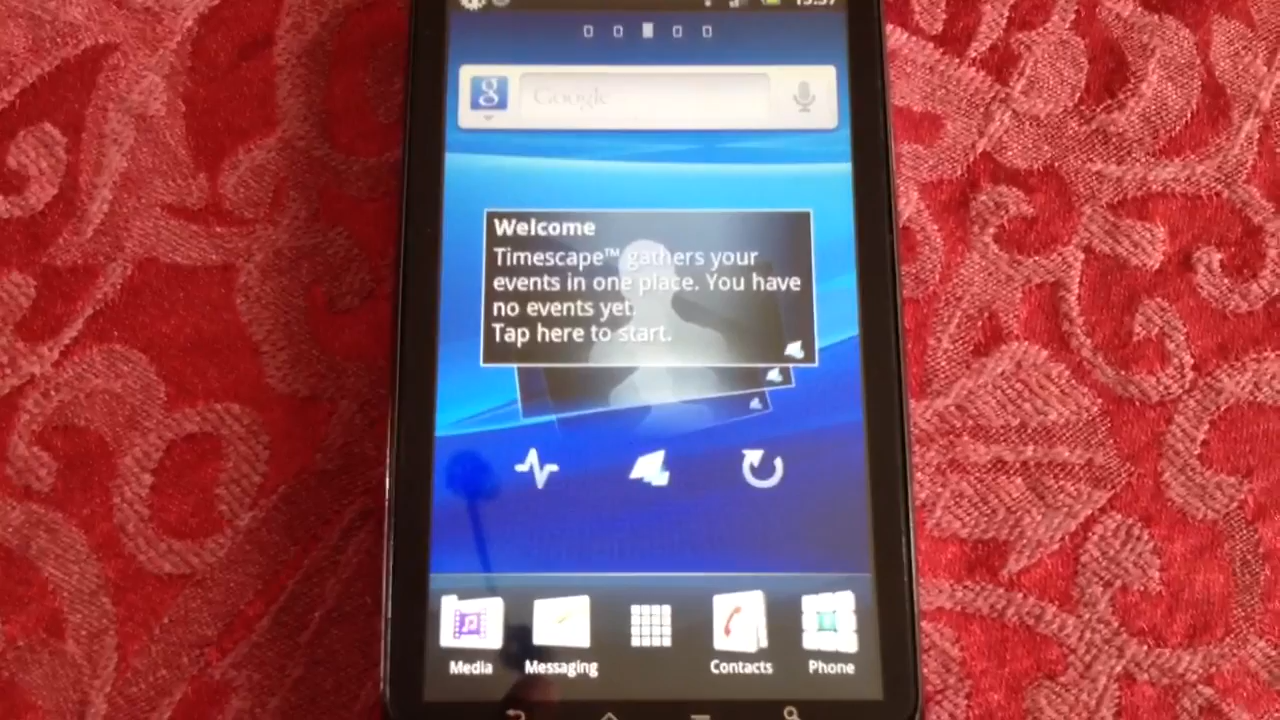 Google
Welcome
Timescape™ gathers your
events in one place. You have
no events yet.
Tap here to start.
Media
Messaging
Contacts
Phone